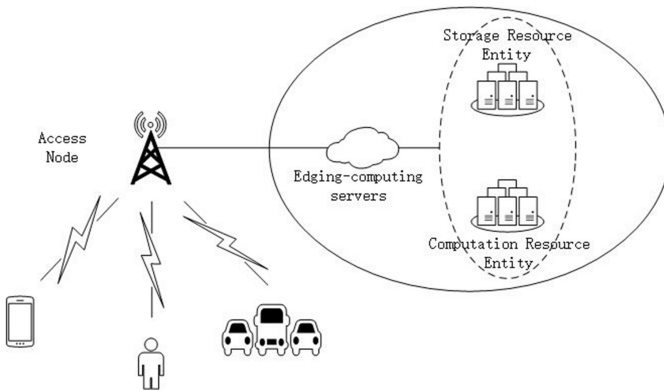 Storage Resource
Entity
Access
Node
Edging-computing
servers
Computation Resource
Entity